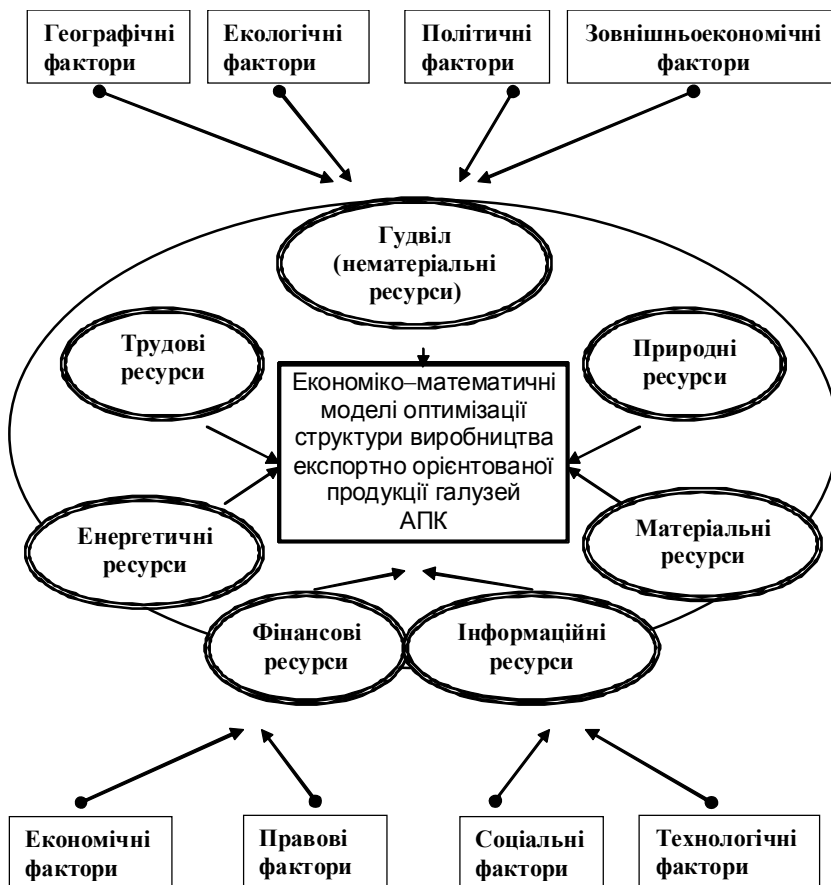 Географічні
фактори
Екологічні
фактори
Політичні
фактори
Зовнішньоекономічні
фактори
Гудвіл
(нематеріальні
ресурси)
Трудові
ресурси
Природні
ресурси
Економіко–математичні
моделі оптимізації
структури виробництва
експортно орієнтованої
продукції галузей
АПК
Енергетичні
ресурси
Матеріальні
ресурси
Фінансові
ресурси
Інформаційні
ресурси
Економічні
фактори
Правові
фактори
Соціальні
фактори
Технологічні
фактори